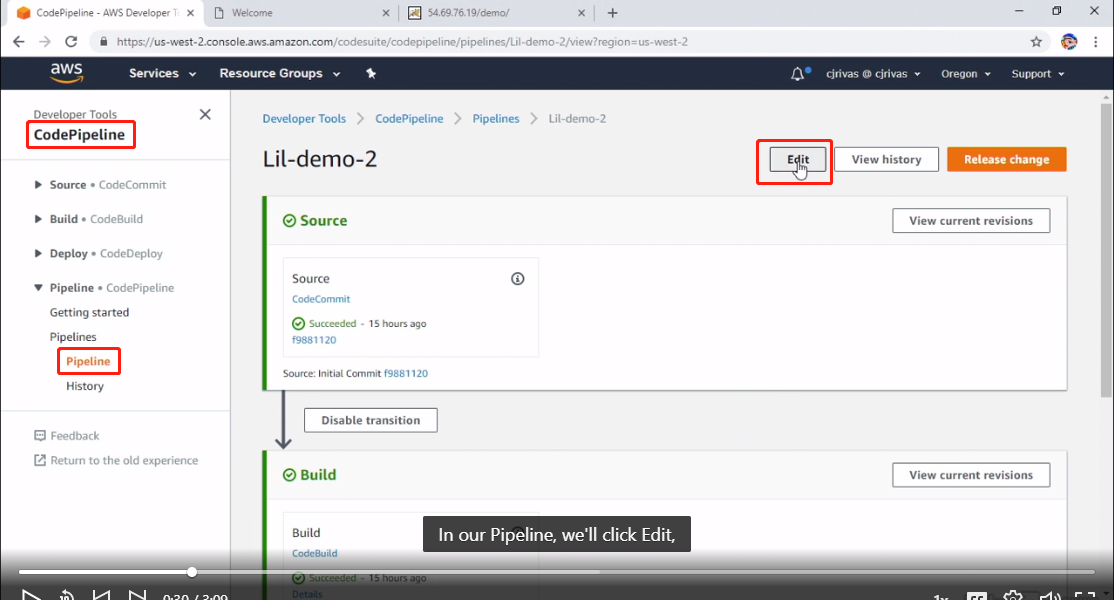 CodePipeline - AWS Developer T
Welcome
54.69.76.19/demo/
https://us-west-2.console.aws.amazon.com/codesuite/codepipeline/pipelines/Lil-demo-2/view?region=us-west-2
aws
Services
Resource Groups
cjrivas @ cjrivas
Oregon
Support
Developer Tools
CodePipeline
Source • CodeCommit
Build • CodeBuild
Deploy • CodeDeploy
Pipeline • CodePipeline
Getting started
Pipelines
Pipeline
History
Feedback
Return to the old experience
Developer Tools > CodePipeline > Pipelines > Lil-demo-2
Lil-demo-2
Edit
View history
Release change
Source
View current revisions
Source
CodeCommit
Succeeded - 15 hours ago
f9881120
Source: Initial Commit f9881120
Disable transition
Build
View current revisions
Build
CodeBuild
Succeeded - 15 hours ago
Details
In our Pipeline, we'll click Edit,
0:30 / 3:09
1x
CC